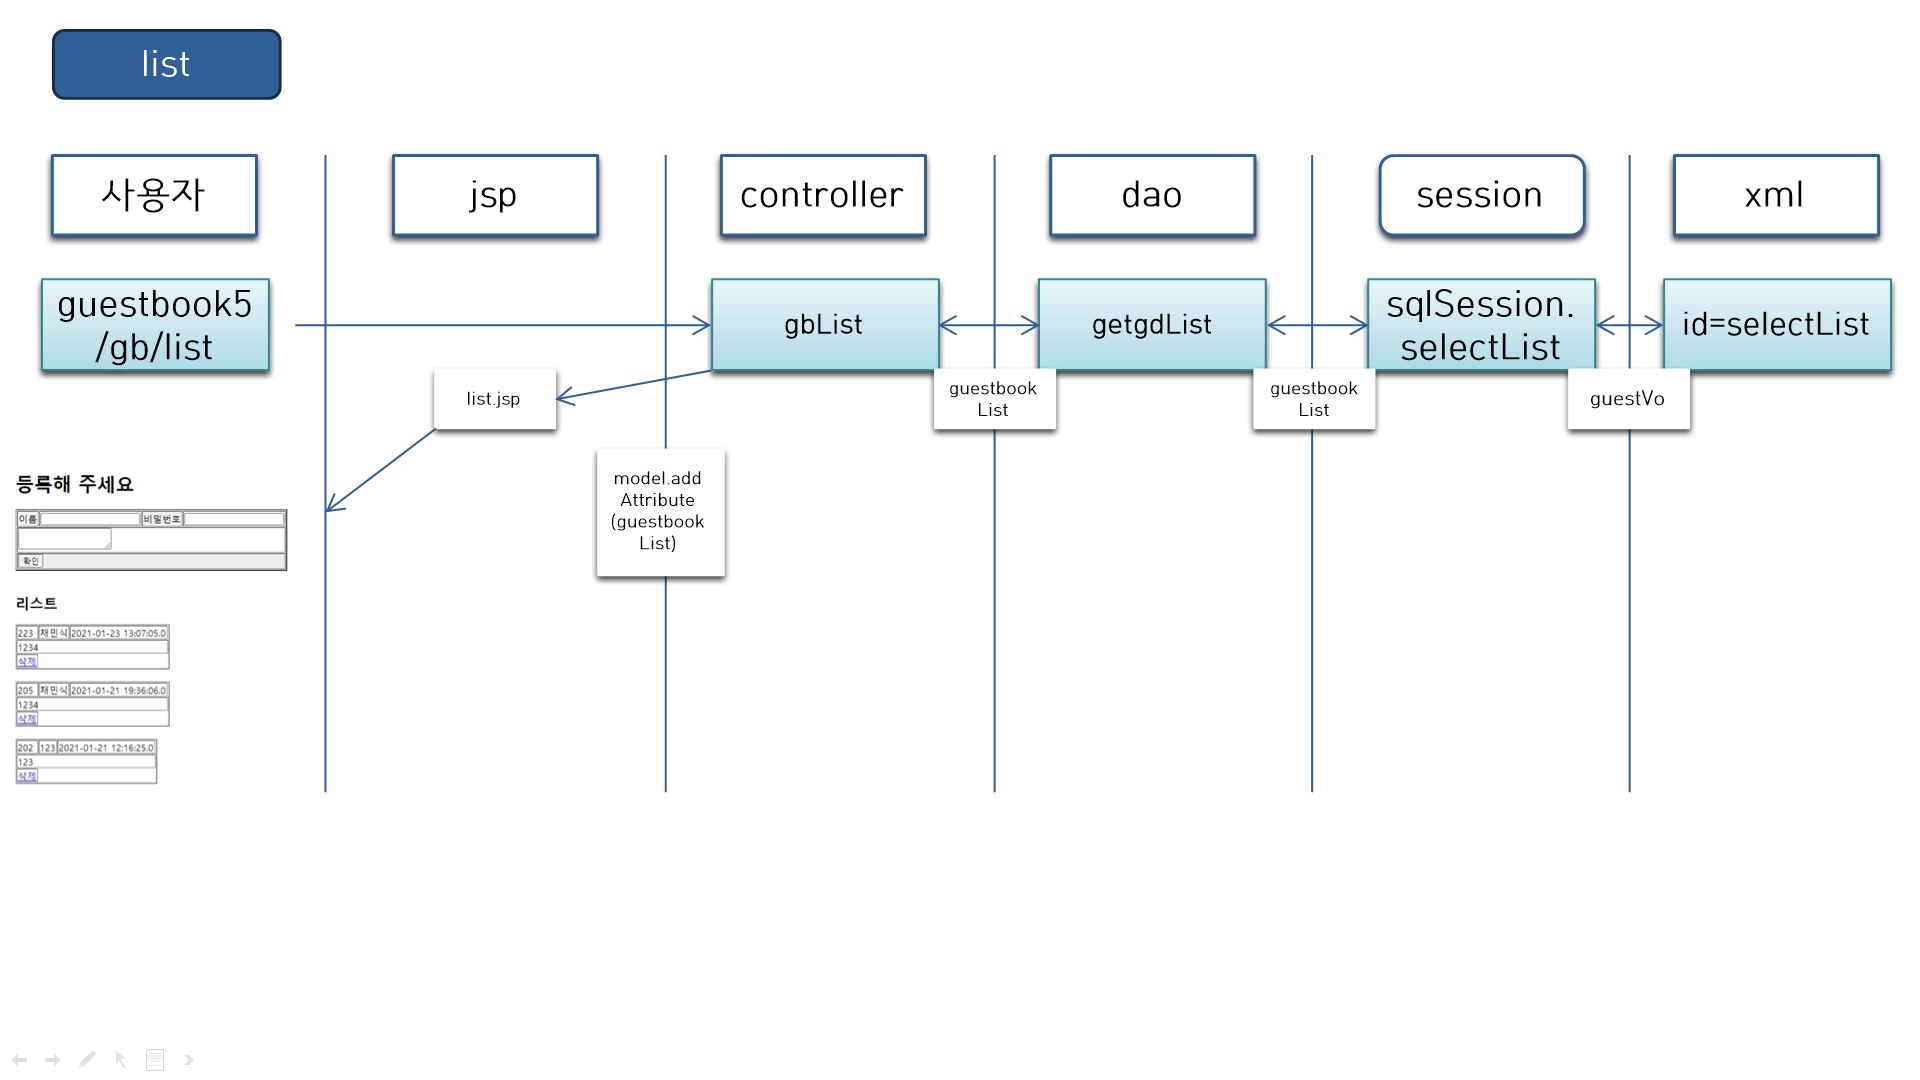 list
사용자
jsp
controller
dao
session
xml
guestbook5
/gb/list
gbList
getgdList
sqlSession.
selectList
id=selectList
list.jsp
guestbook
List
guestbook
List
guestVo
model.add
Attribute
(guestbook
List)
등록해 주세요
이름 비밀번호
확인
리스트
223 채민식 2021-01-23 13:07:05.0
1234
삭제
205 채민식 2021-01-21 19:36:06.0
1234
삭제
202 123 2021-01-21 12:16:25.0
123
삭제